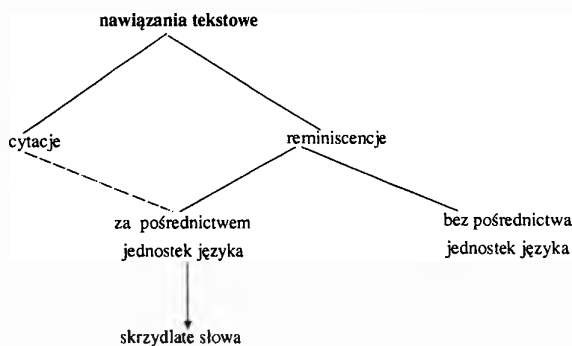 nawiązania tekstowe
cytacje
reminiscencje
za pośrednictwem
jednostek języka
bez pośrednictwa
jednostek języka
skrzydlate słowa